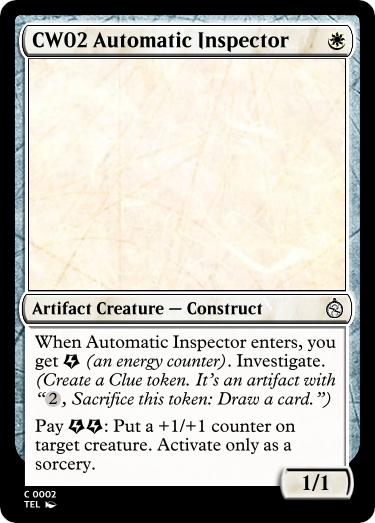 CW02 Automatic Inspector
Artifact Creature — Construct
When Automatic Inspector enters, you
get (an energy counter). Investigate.
(Create a Clue token. It's an artifact with
“2, Sacrifice this token: Draw a card.”)
Pay : Put a +1/+1 counter on
target creature. Activate only as a
sorcery.
1/1
C 0002
TEL